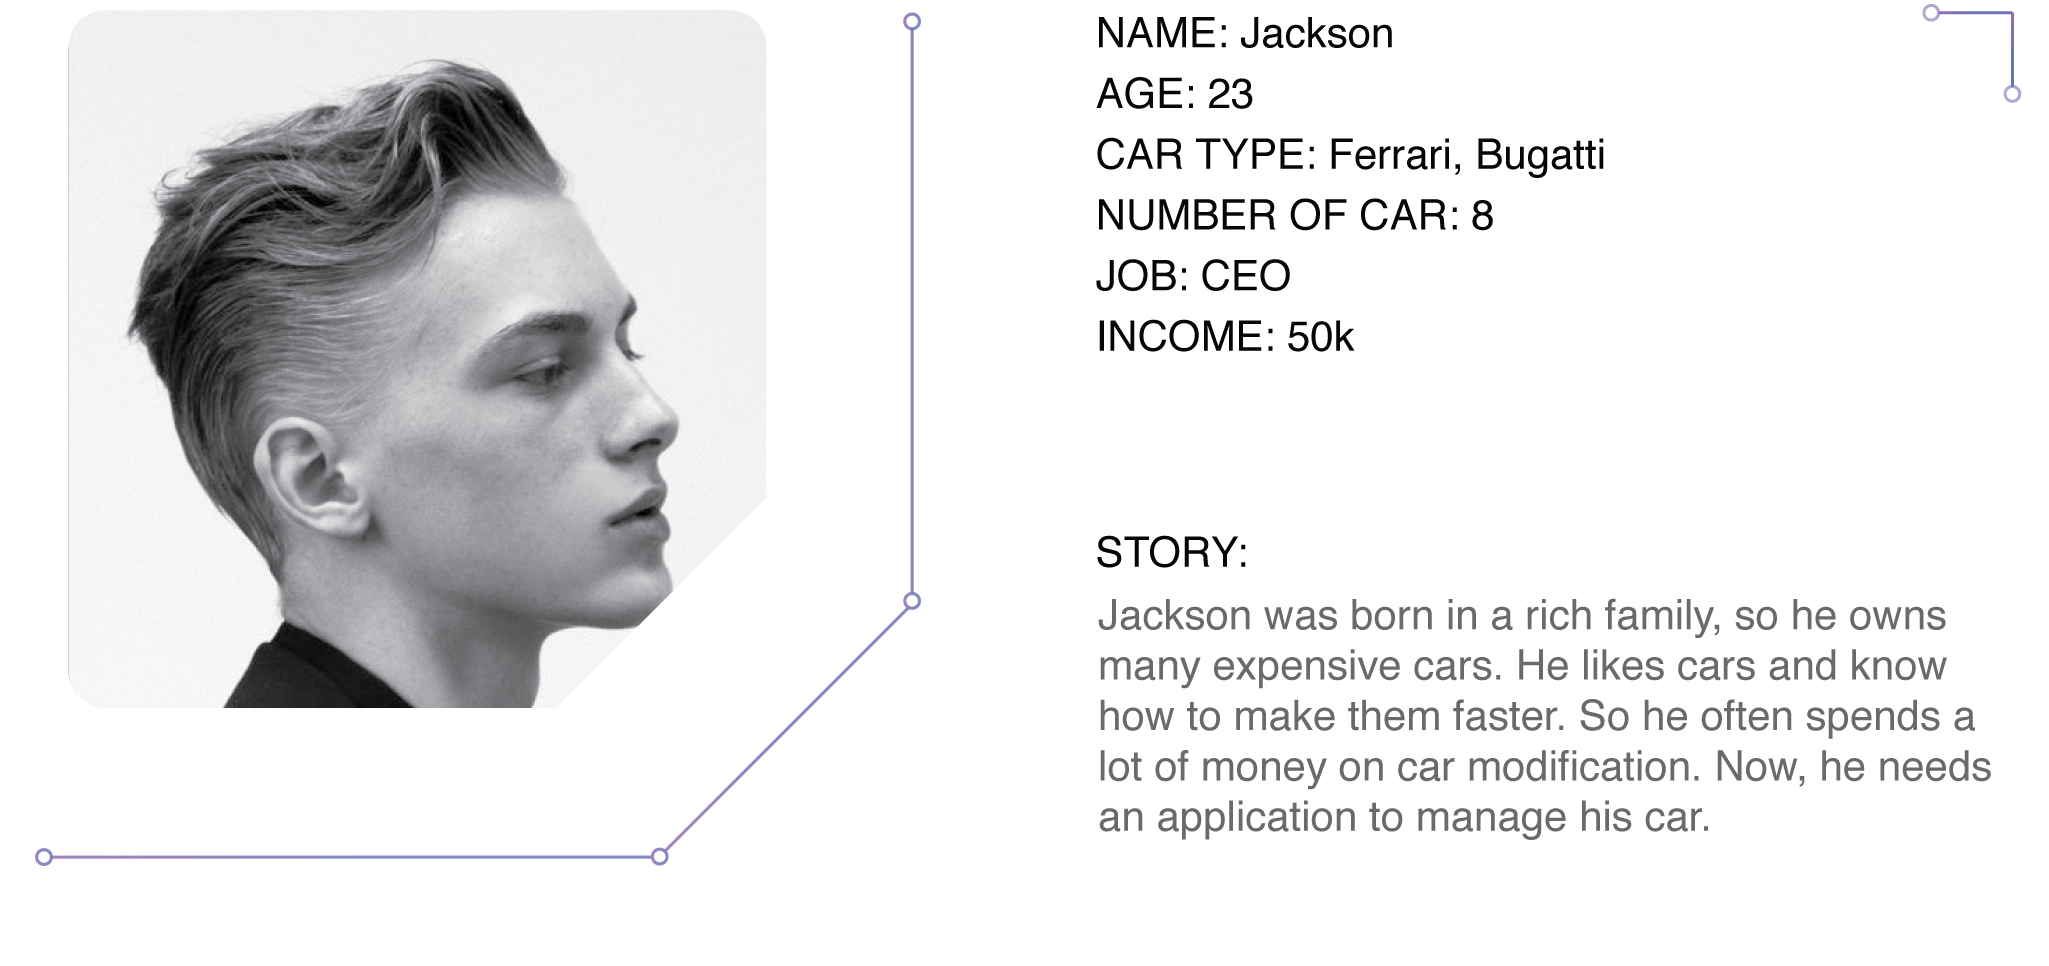 NAME: Jackson
AGE: 23
CAR TYPE: Ferrari, Bugatti
NUMBER OF CAR: 8
JOB: CEO
INCOME: 50k
STORY:
Jackson was born in a rich family, so he owns
many expensive cars. He likes cars and know
how to make them faster. So he often spends a
lot of money on car modification. Now, he needs
an application to manage his car.